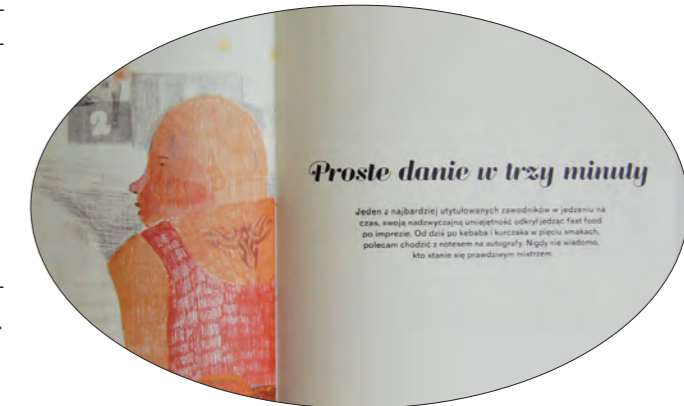 2
Proste danie w trzy minuty
Jeden z najbardziej utytułowanych zawodników w jedzeniu na
czas, swoją nadzwyczajną umiejętność odkrył jedząc fast food
po imprezie. Od dziś po kebaba i kurczaka w pięciu smakach,
polecam chodzić z notesem na autografy. Nigdy nie wiadomo,
kto stanie się prawdziwym mistrzem.